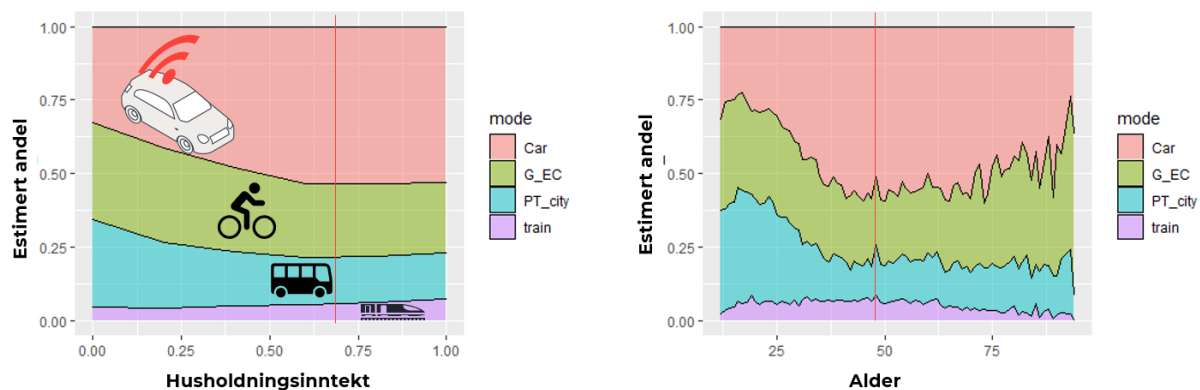 Estimert andel
1.00
0.75
0.50
0.25
0.00
0.00 0.25 0.50 0.75 1.00
Husholdningsinntekt
mode
Car
G_EC
PT_city
train
Estimert andel
1.00
0.75
0.50
0.25
0.00
25 50 75
Alder
mode
Car
G_EC
PT_city
train